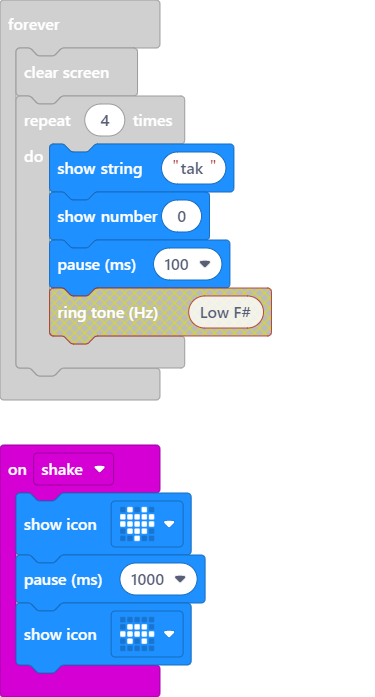 forever
clear screen
repeat 4 times
do
show string "tak "
show number 0
pause (ms) 100
ring tone (Hz) Low F#
on shake
show icon
pause (ms) 1000
show icon